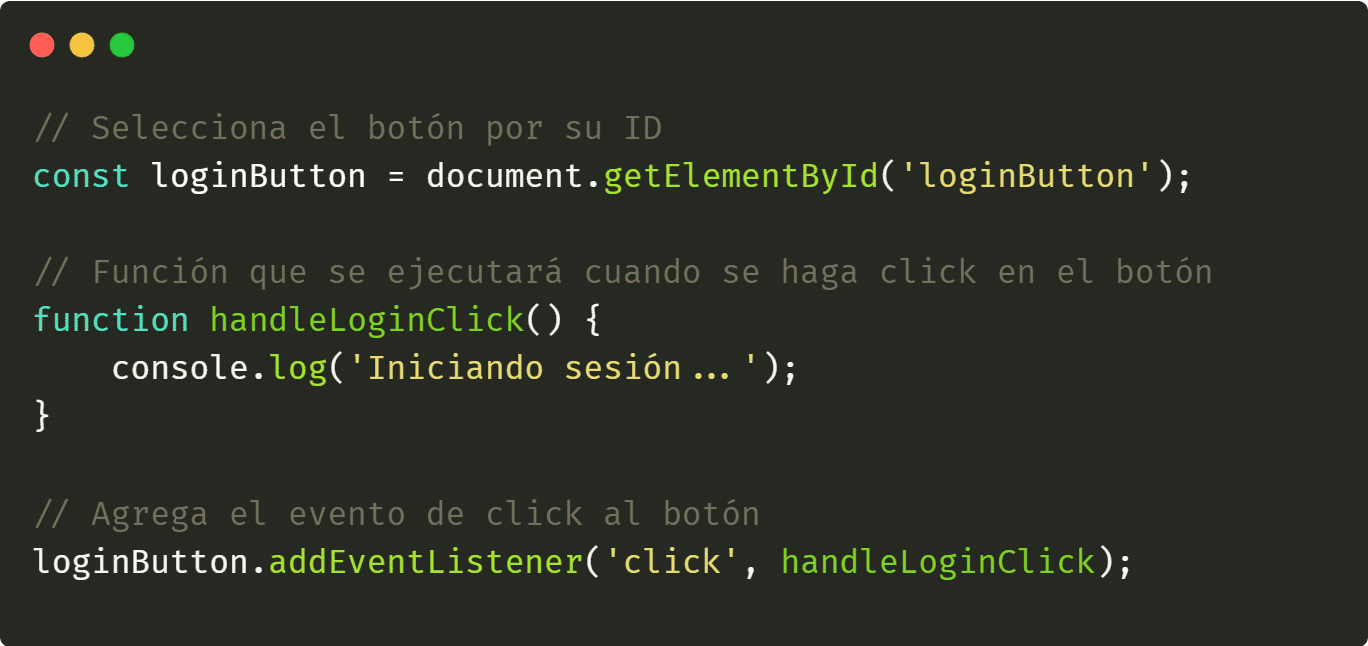 // Selecciona el botón por su ID
const loginButton = document.getElementById('loginButton');
// Función que se ejecutará cuando se haga click en el botón
function handleLoginClick() {
console.log('Iniciando sesión...');
}
// Agrega el evento de click al botón
loginButton.addEventListener('click', handleLoginClick);